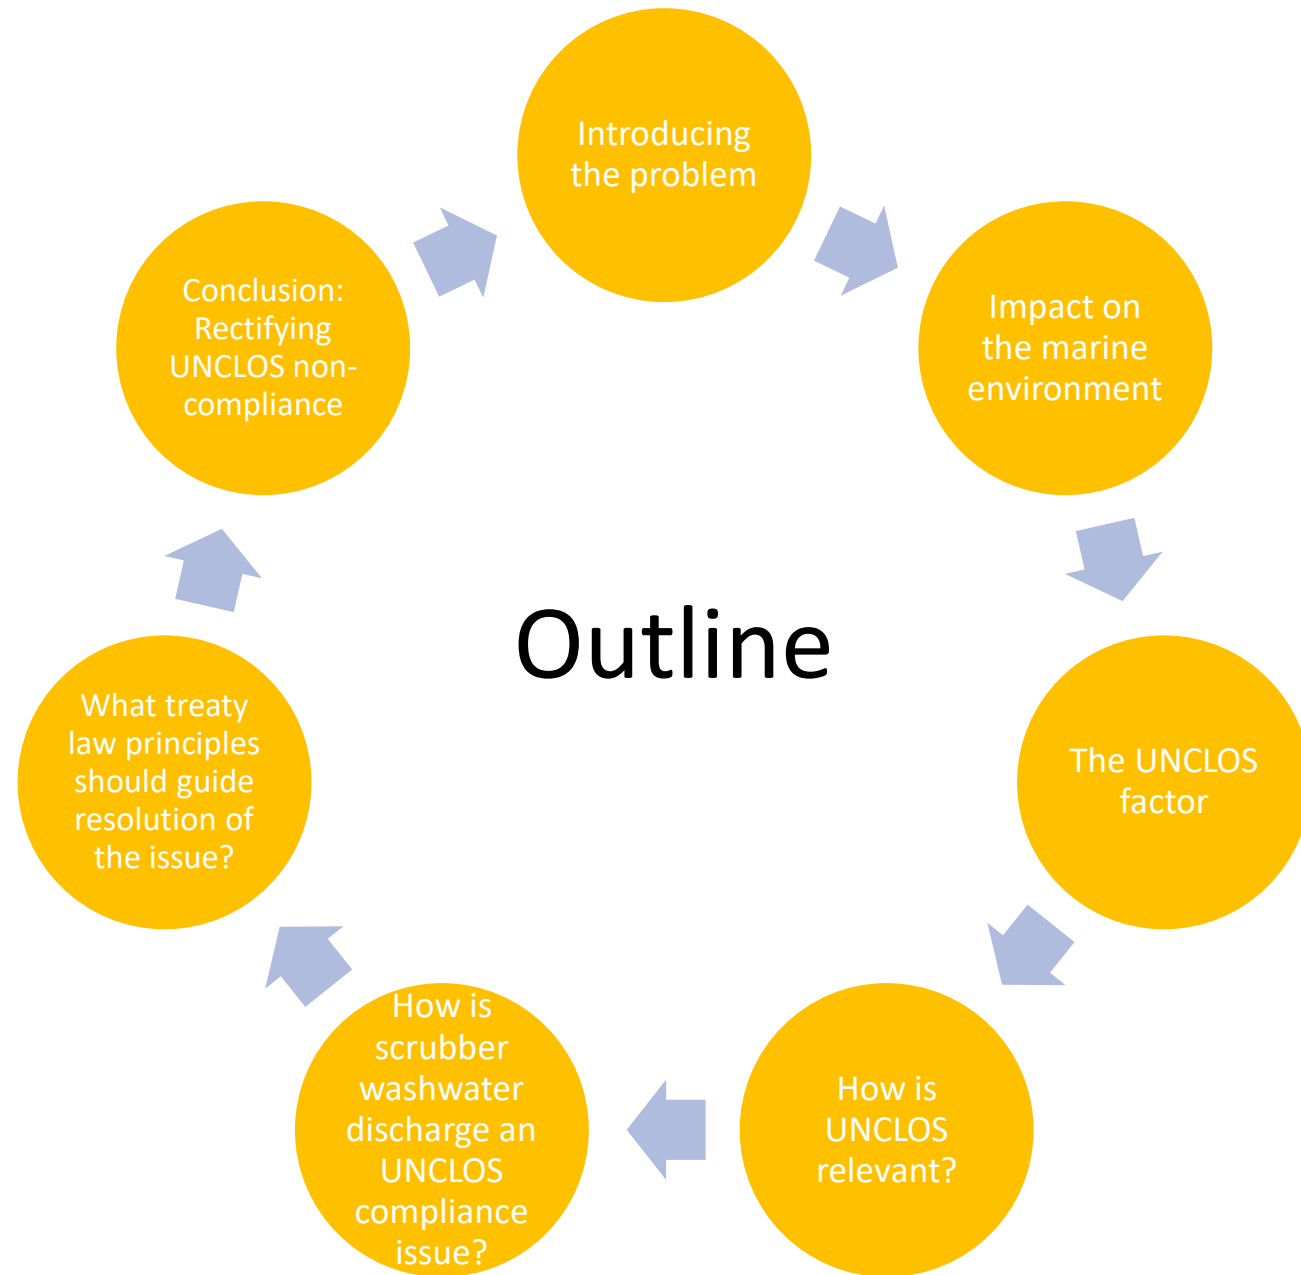 Introducing
the problem
Impact on
the marine
environment
The UNCLOS
factor
How is
UNCLOS
relevant?
How is
scrubber
washwater
discharge an
UNCLOS
compliance
issue?
What treaty
law principles
should guide
resolution of
the issue?
Conclusion:
Rectifying
UNCLOS non-
compliance
Outline